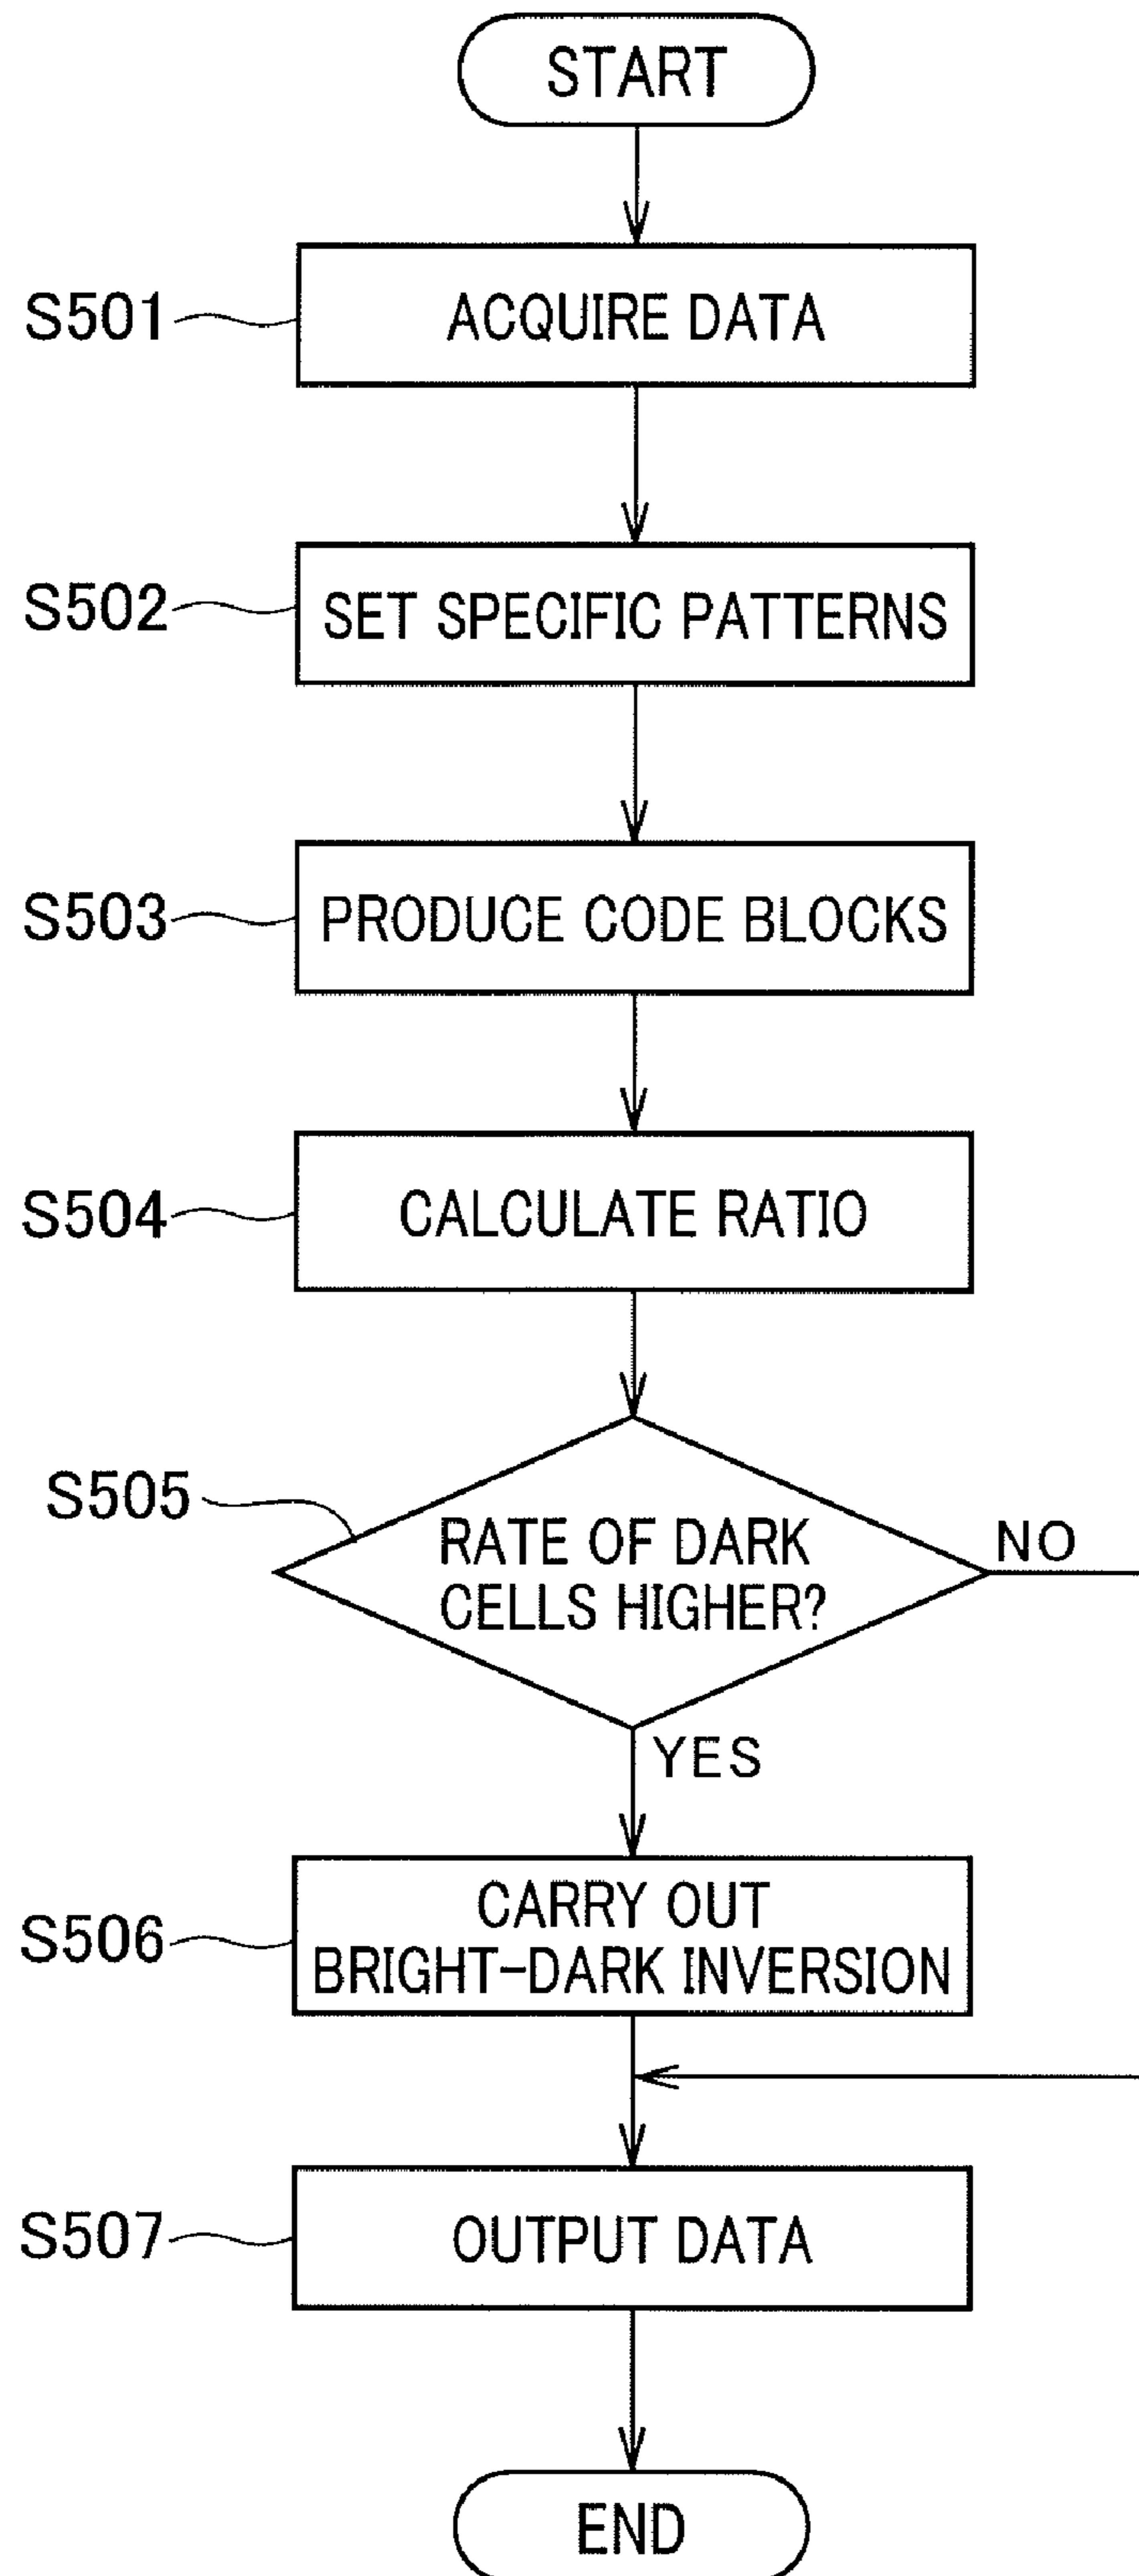 START
S501
ACQUIRE DATA
S502
SET SPECIFIC PATTERNS
S503
PRODUCE CODE BLOCKS
S504
CALCULATE RATIO
S505
RATE OF DARK
CELLS HIGHER?
NO
YES
S506
CARRY OUT
BRIGHT-DARK INVERSION
S507
OUTPUT DATA
END